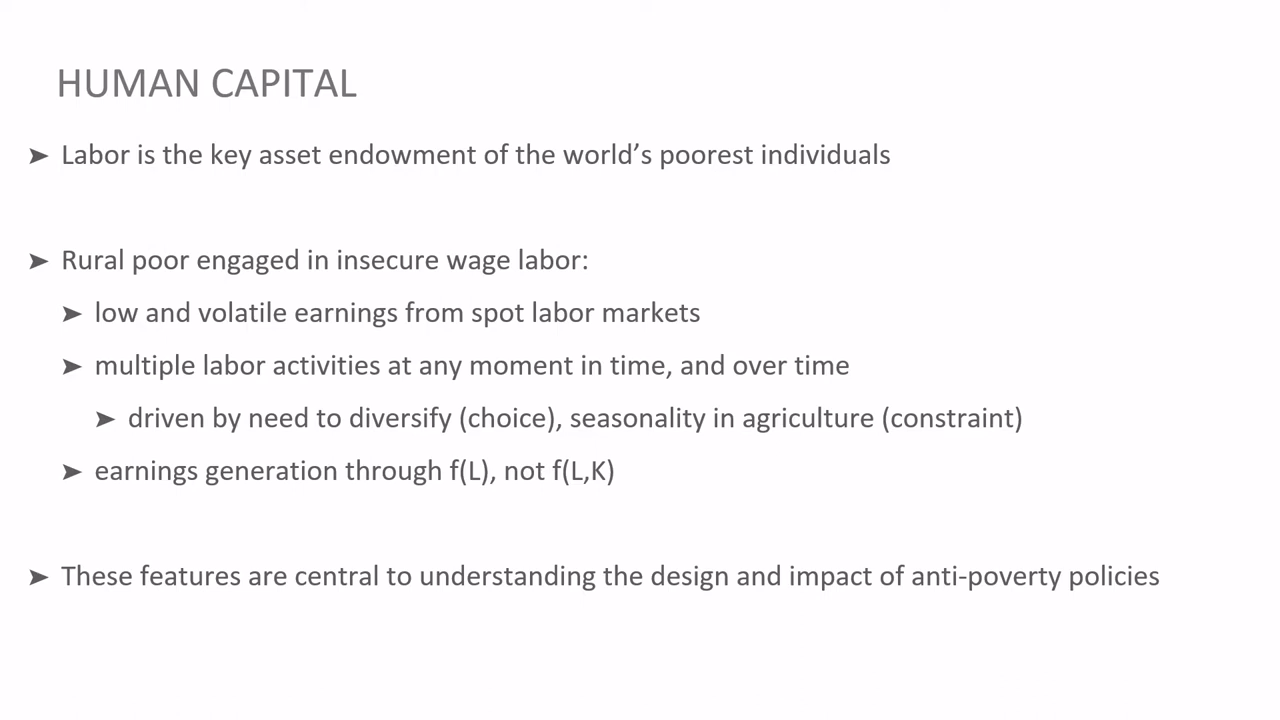 HUMAN CAPITAL
➤ Labor is the key asset endowment of the world’s poorest individuals
➤ Rural poor engaged in insecure wage labor:
➤ low and volatile earnings from spot labor markets
➤ multiple labor activities at any moment in time, and over time
➤ driven by need to diversify (choice), seasonality in agriculture (constraint)
➤ earnings generation through f(L), not f(L,K)
➤ These features are central to understanding the design and impact of anti-poverty policies